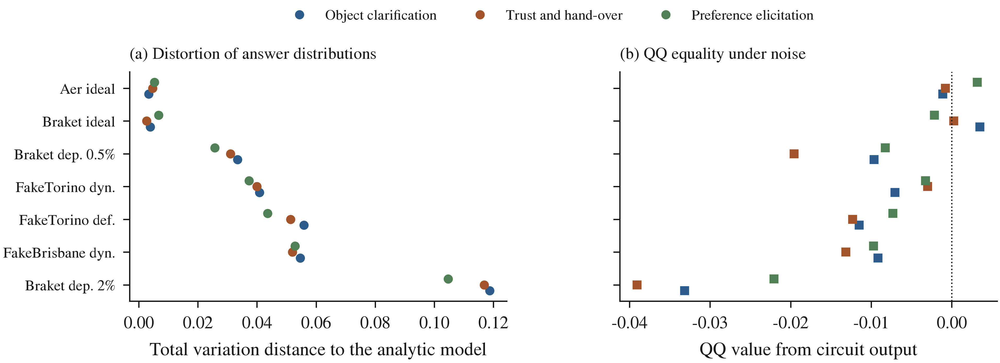 Object clarification
Trust and hand-over
Preference elicitation
(a) Distortion of answer distributions
Aer ideal
Braket ideal
Braket dep. 0.5%
FakeTorino dyn.
FakeTorino def.
FakeBrisbane dyn.
Braket dep. 2%
0.00 0.02 0.04 0.06 0.08 0.10 0.12
Total variation distance to the analytic model
(b) QQ equality under noise
-0.04 -0.03 -0.02 -0.01 0.00
QQ value from circuit output